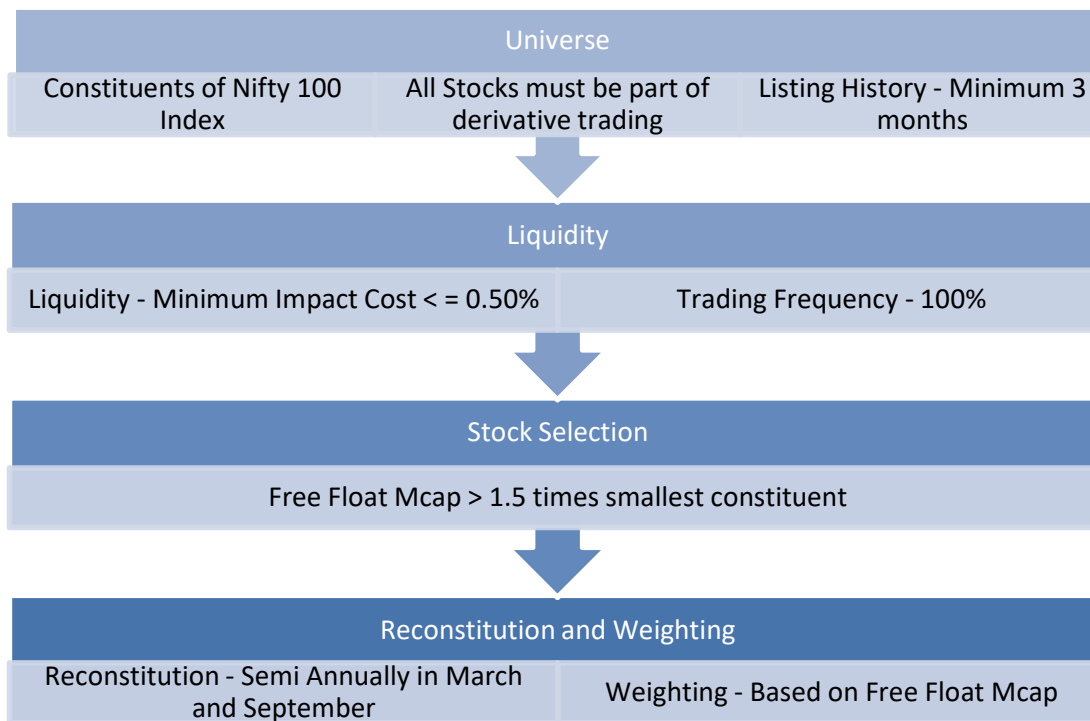 Universe
Constituents of Nifty 100
Index
All Stocks must be part of
derivative trading
Listing History - Minimum 3
months
Liquidity
Liquidity - Minimum Impact Cost < = 0.50%
Trading Frequency - 100%
Stock Selection
Free Float Mcap > 1.5 times smallest constituent
Reconstitution and Weighting
Reconstitution - Semi Annually in March
and September
Weighting - Based on Free Float Mcap